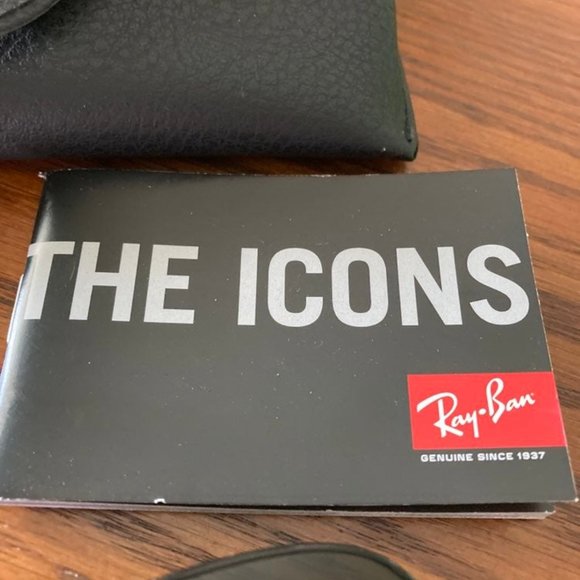 THE ICONS
Ray-Ban
GENUINE SINCE 1937